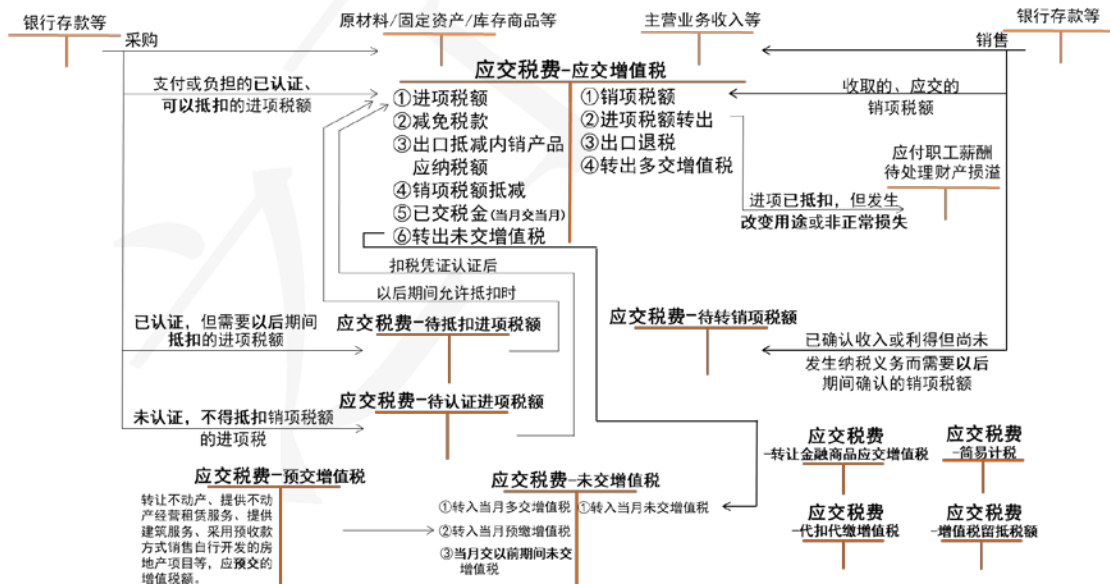 银行存款等
原材料/固定资产/库存商品等
主营业务收入等
银行存款等
采购
销售
应交税费-应交增值税
支付或负担的已认证、
可以抵扣的进项税额
①进项税额
②减免税款
③出口抵减内销产品
应纳税额
④销项税额抵减
⑤已交税金(当月交当月)
⑥转出未交增值税
①销项税额
②进项税额转出
③出口退税
④转出多交增值税
收取的、应交的
销项税额
应付职工薪酬
待处理财产损溢
进项已抵扣，但发生
改变用途或非正常损失
扣税凭证认证后
以后期间允许抵扣时
已认证，但需要以后期间
抵扣的进项税额
应交税费-待抵扣进项税额
应交税费-待转销项税额
已确认收入或利得但尚未
发生纳税义务而需要以后
期间确认的销项税额
未认证，不得抵扣销项税额
的进项税
应交税费-待认证进项税额
应交税费-预交增值税
转让不动产、提供不动
产经营租赁服务、提供
建筑服务、采用预收款
方式销售自行开发的房
地产项目等，应预交的
增值税额。
应交税费-未交增值税
①转入当月多交增值税
②转入当月预缴增值税
③当月交以前期间未交
增值税
①转入当月未交增值税
应交税费
-转让金融商品应交增值税
应交税费
-简易计税
应交税费
-代扣代缴增值税
应交税费
-增值税留抵税额